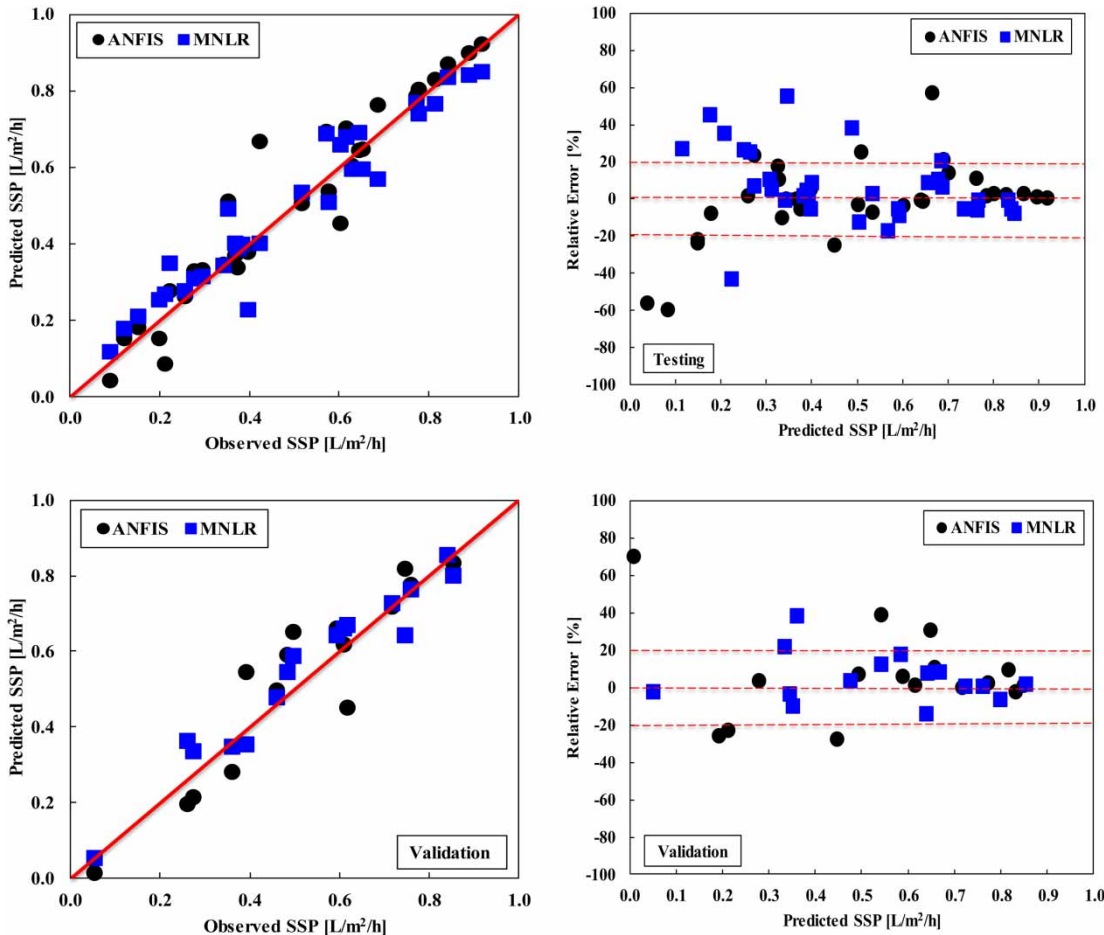 1.0
0.8
0.6
0.4
0.2
0.0
Predicted SSP [L/m²/h]
ANFIS MNLR
0.0 0.2 0.4 0.6 0.8 1.0
Observed SSP [L/m²/h]
100
80
60
40
20
0
-20
-40
-60
-80
-100
Relative Error [%]
ANFIS MNLR
Testing
0.0 0.1 0.2 0.3 0.4 0.5 0.6 0.7 0.8 0.9 1.0
Predicted SSP [L/m²/h]
1.0
0.8
0.6
0.4
0.2
0.0
Predicted SSP [L/m²/h]
ANFIS MNLR
Validation
0.0 0.2 0.4 0.6 0.8 1.0
Observed SSP [L/m²/h]
100
80
60
40
20
0
-20
-40
-60
-80
-100
Relative Error [%]
ANFIS MNLR
Validation
0.0 0.1 0.2 0.3 0.4 0.5 0.6 0.7 0.8 0.9 1.0
Predicted SSP [L/m²/h]